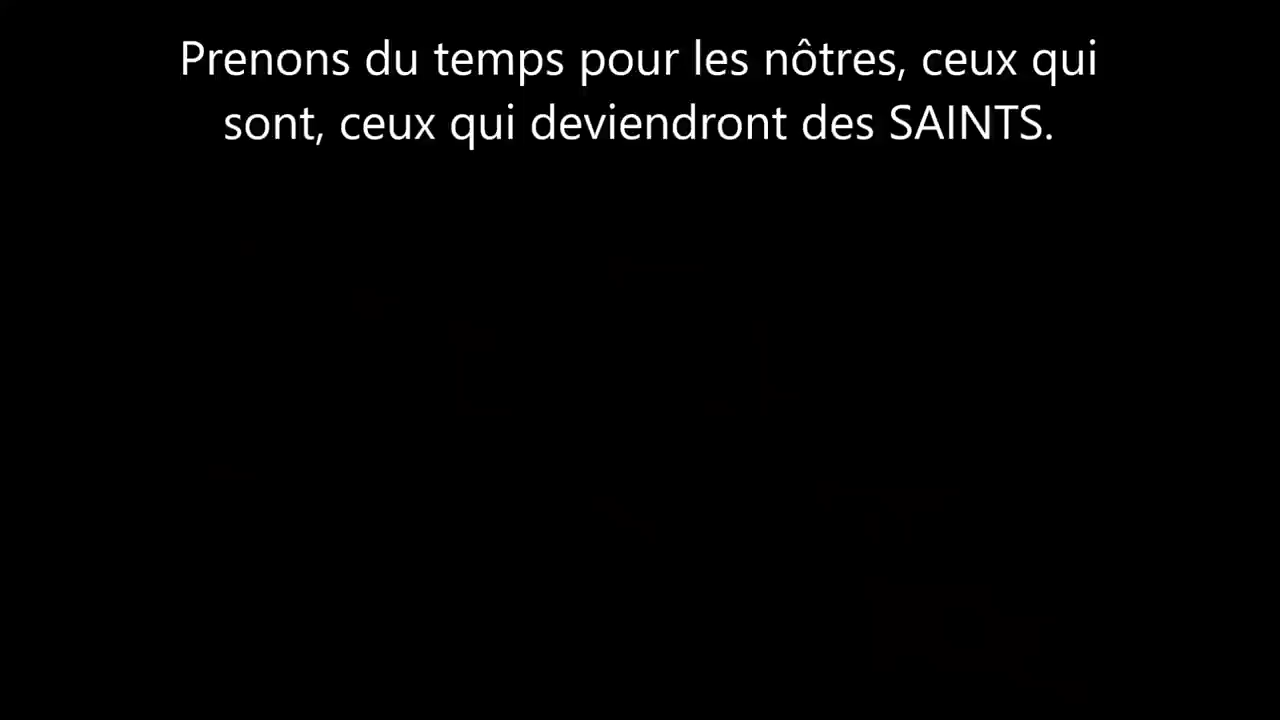 Prenons du temps pour les nôtres, ceux qui
sont, ceux qui deviendront des SAINTS.